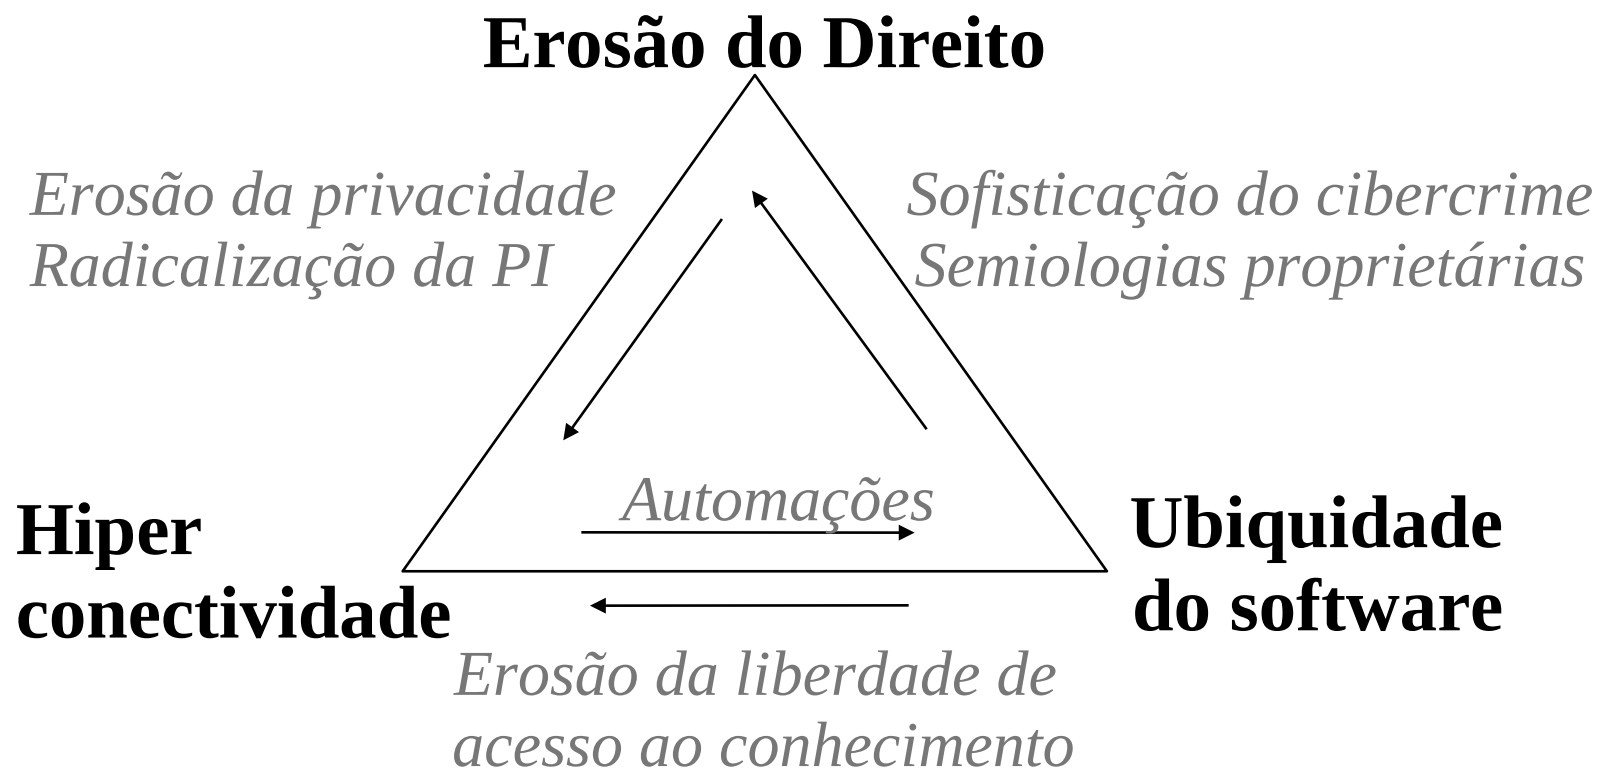 Erosão do Direito
Erosão da privacidade
Radicalização da PI
Sofisticação do cibercrime
Semiologias proprietárias
Automações
Hiper
conectividade
Ubiquidade
do software
Erosão da liberdade de
acesso ao conhecimento